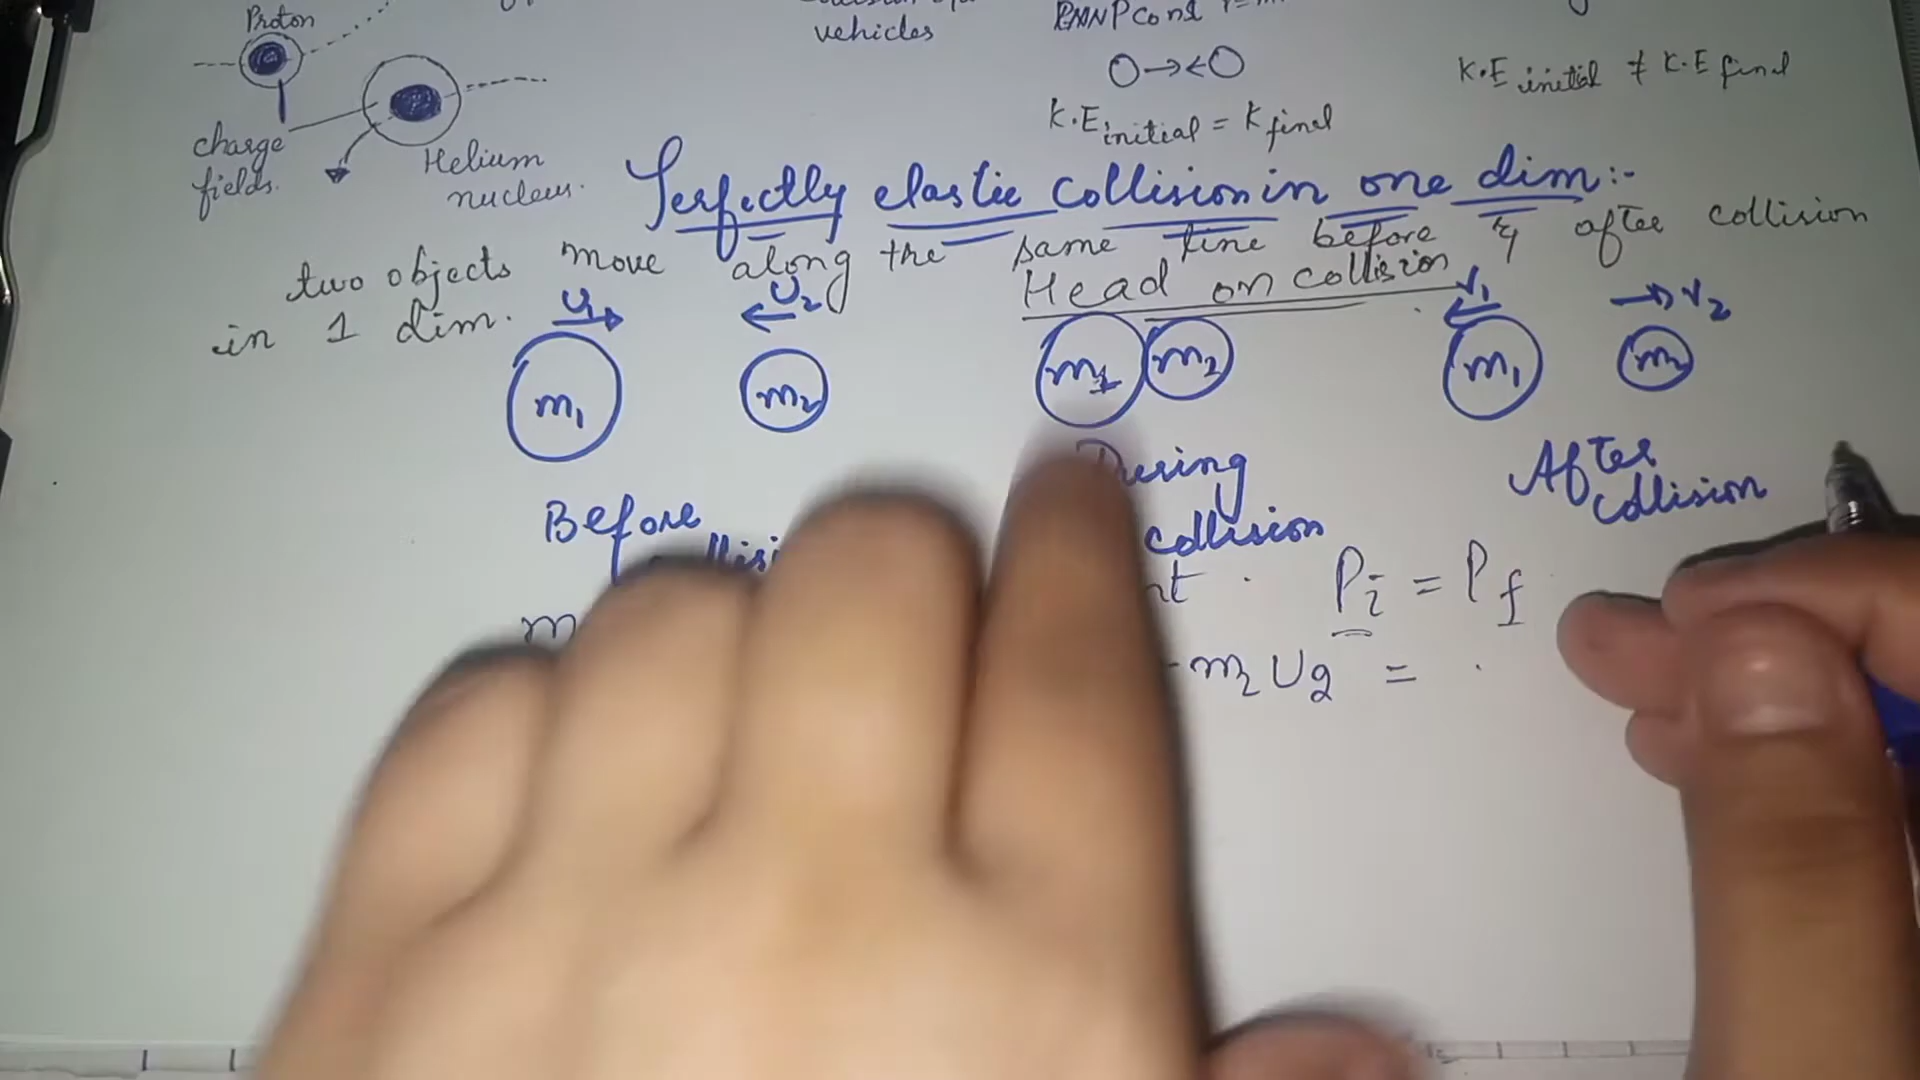 Proton
charge
fields.
Helium
nucleus.
vehicles
P cons
K.E initial = K final
K.E initial ≠ K.E final
Perfectly elastic collision in one dim:-
two objects move along the same line before & after collision
in 1 dim.
Head on collision
U1
U2
V1
V2
m1
m2
m1
m2
m1
m2
Before
During
collision
After
collision
Pi = Pf
m2 U2 =